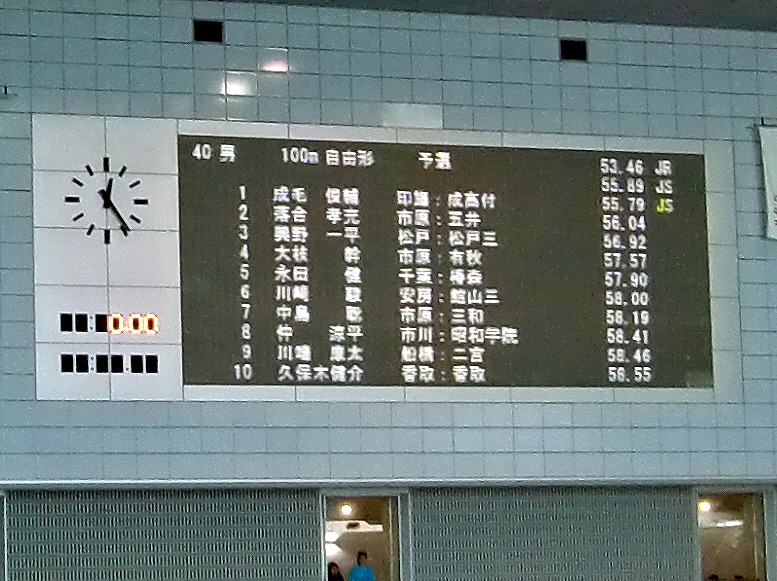 40 男 100m 自由形 予選 53.46 JR
55.89 JS
1 成毛 俊輔 印旛:成高付 55.79 JS
2 落合 孝元 市原:五井 56.04
3 奥野 一平 松戸:松戸三 56.92
4 大枝 幹 市原:有秋 57.57
5 永田 健 千葉:椿森 57.90
6 川崎 駿 安房:館山三 58.00
7 中島 聡 市原:三和 58.19
8 仲 涼平 市川:昭和学院 58.41
9 川端 康太 船橋:二宮 58.46
10 久保木健介 香取:香取 58.55
0.00